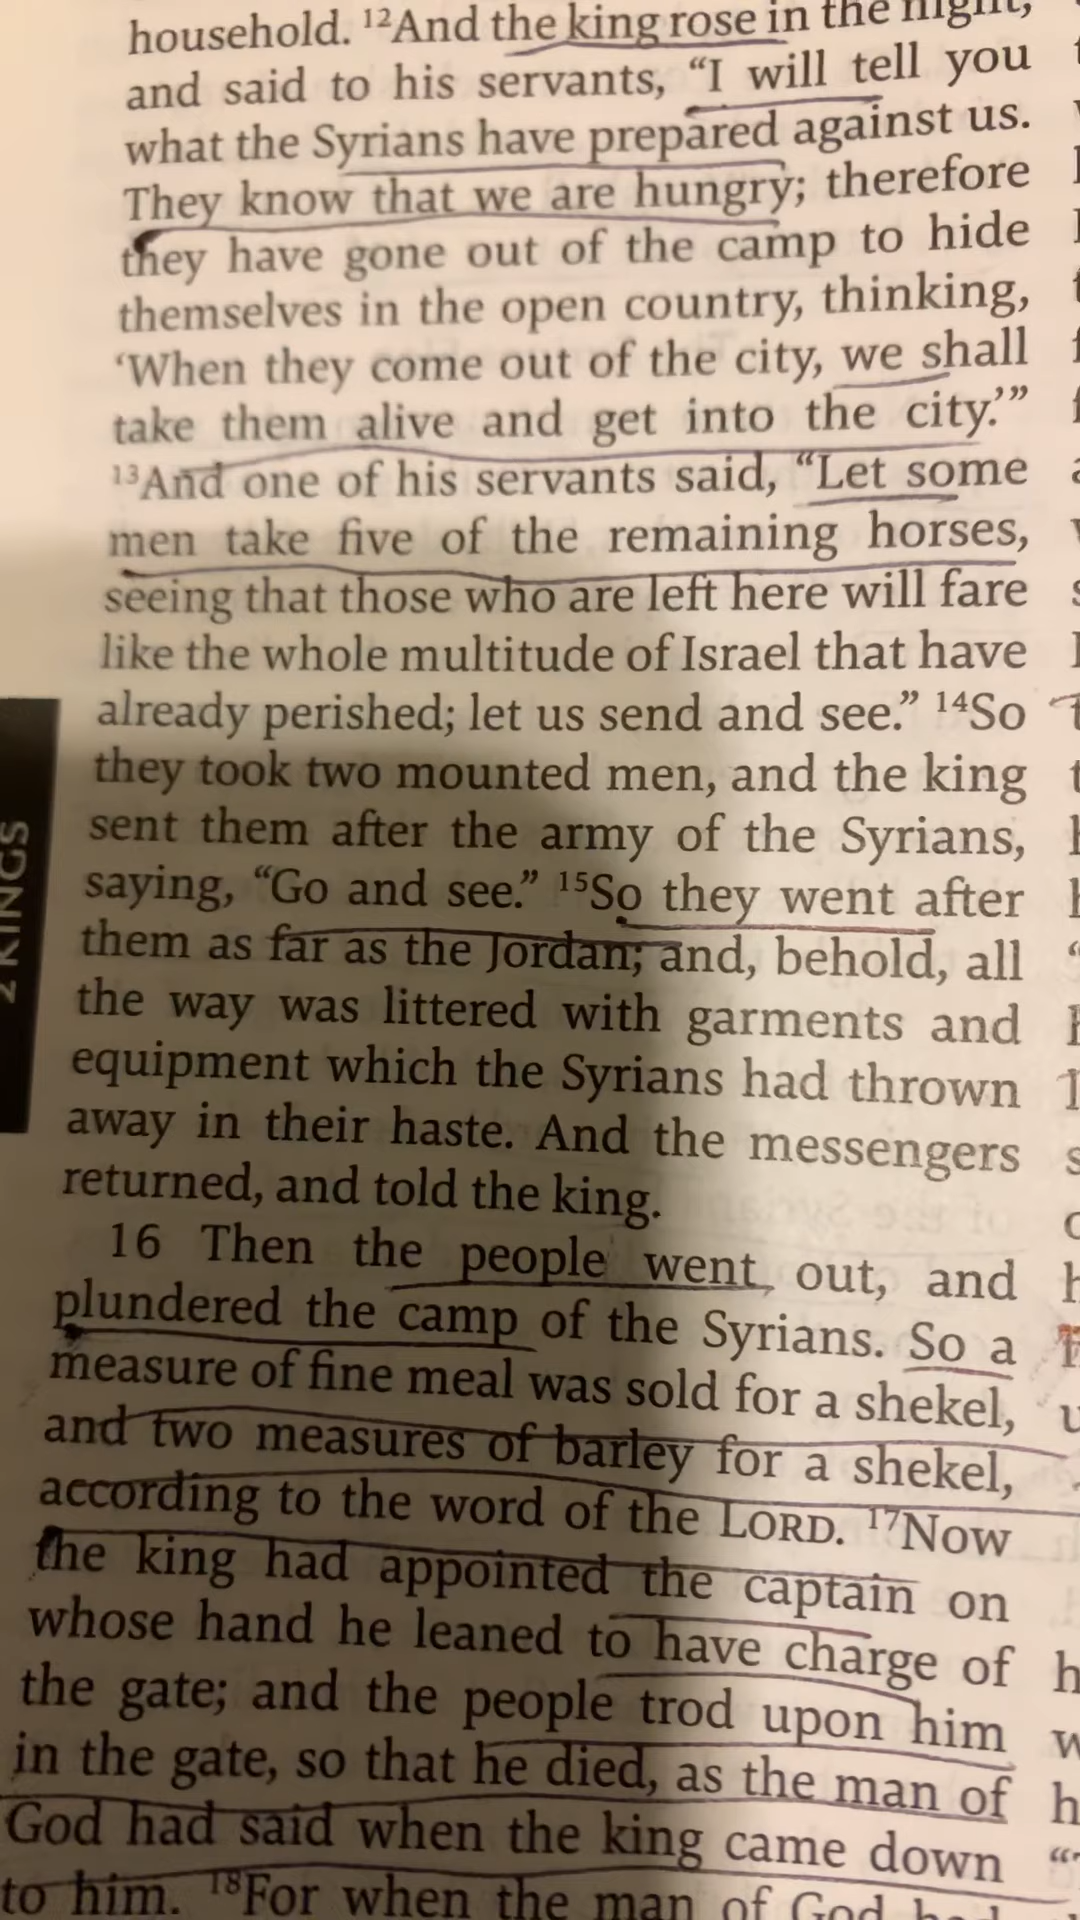 household. ¹²And the king rose in the night,
and said to his servants, “I will tell you
what the Syrians have prepared against us.
They know that we are hungry; therefore
they have gone out of the camp to hide
themselves in the open country, thinking,
‘When they come out of the city, we shall
take them alive and get into the city.’”
¹³And one of his servants said, “Let some
men take five of the remaining horses,
seeing that those who are left here will fare
like the whole multitude of Israel that have
already perished; let us send and see.” ¹⁴So
they took two mounted men, and the king
sent them after the army of the Syrians,
saying, “Go and see.” ¹⁵So they went after
them as far as the Jordan; and, behold, all
the way was littered with garments and
equipment which the Syrians had thrown
away in their haste. And the messengers
returned, and told the king.
16 Then the people went out, and
plundered the camp of the Syrians. So a
measure of fine meal was sold for a shekel,
and two measures of barley for a shekel,
according to the word of the LORD. ¹⁷Now
the king had appointed the captain on
whose hand he leaned to have charge of
the gate; and the people trod upon him
in the gate, so that he died, as the man of
God had said when the king came down
to him. ¹⁸For when the man of God had
2 KINGS